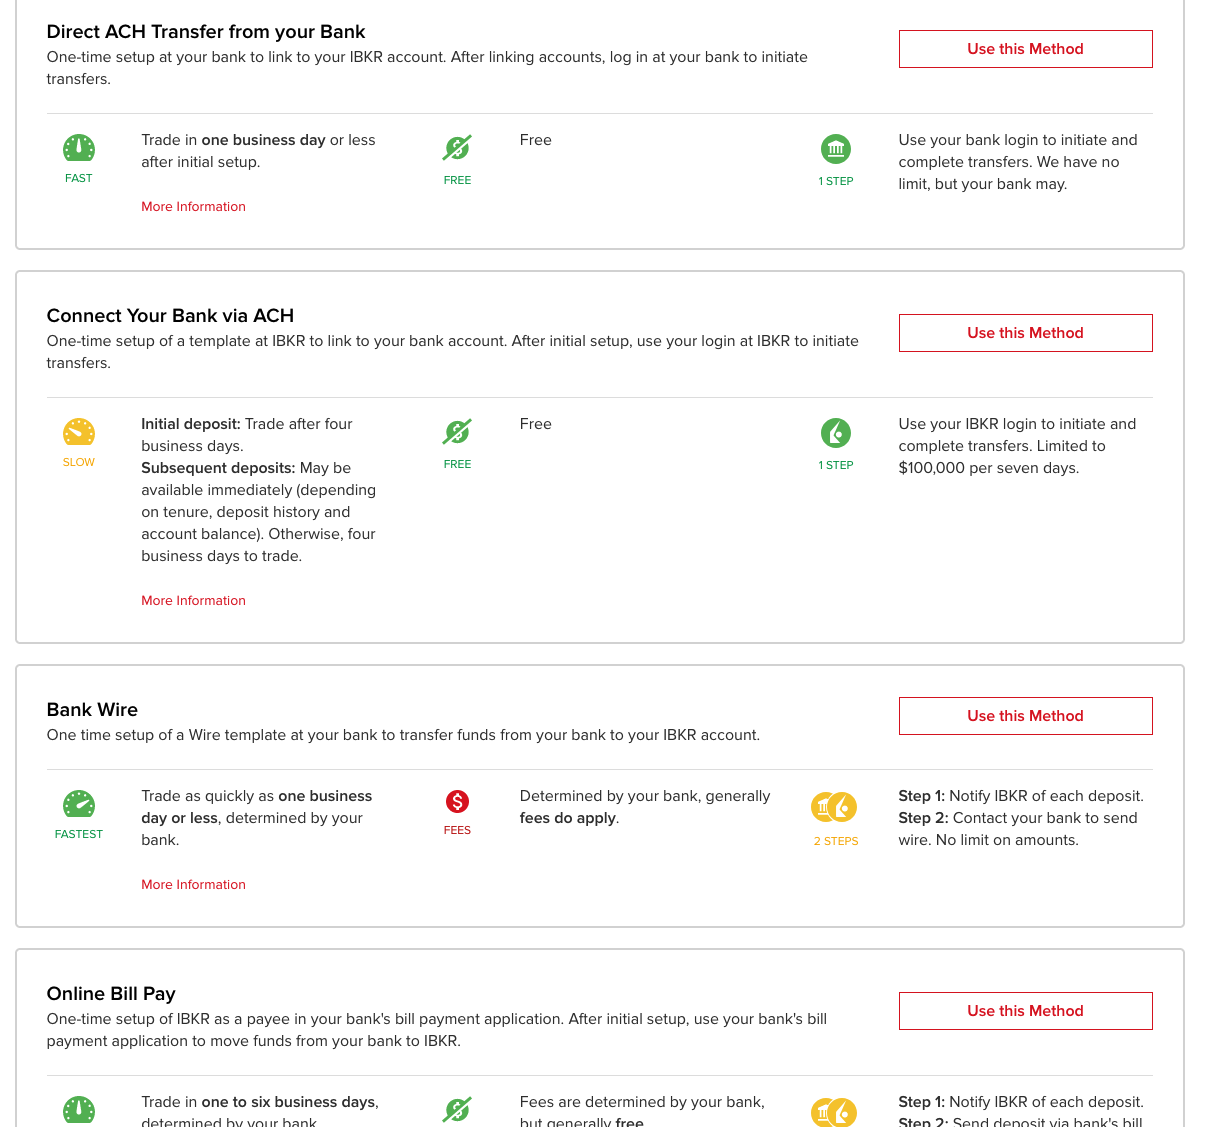 Direct ACH Transfer from your Bank
One-time setup at your bank to link to your IBKR account. After linking accounts, log in at your bank to initiate
transfers.
Use this Method
FAST
Trade in one business day or less
after initial setup.
More Information
FREE
Free
1 STEP
Use your bank login to initiate and
complete transfers. We have no
limit, but your bank may.
Connect Your Bank via ACH
One-time setup of a template at IBKR to link to your bank account. After initial setup, use your login at IBKR to initiate
transfers.
Use this Method
SLOW
Initial deposit: Trade after four
business days.
Subsequent deposits: May be
available immediately (depending
on tenure, deposit history and
account balance). Otherwise, four
business days to trade.
More Information
FREE
Free
1 STEP
Use your IBKR login to initiate and
complete transfers. Limited to
$100,000 per seven days.
Bank Wire
One time setup of a Wire template at your bank to transfer funds from your bank to your IBKR account.
Use this Method
FASTEST
Trade as quickly as one business
day or less, determined by your
bank.
More Information
FEES
Determined by your bank, generally
fees do apply.
2 STEPS
Step 1: Notify IBKR of each deposit.
Step 2: Contact your bank to send
wire. No limit on amounts.
Online Bill Pay
One-time setup of IBKR as a payee in your bank's bill payment application. After initial setup, use your bank's bill
payment application to move funds from your bank to IBKR.
Use this Method
Trade in one to six business days,
determined by your bank
Fees are determined by your bank,
but generally free
Step 1: Notify IBKR of each deposit.
Step 2: Send deposit via bank's bill